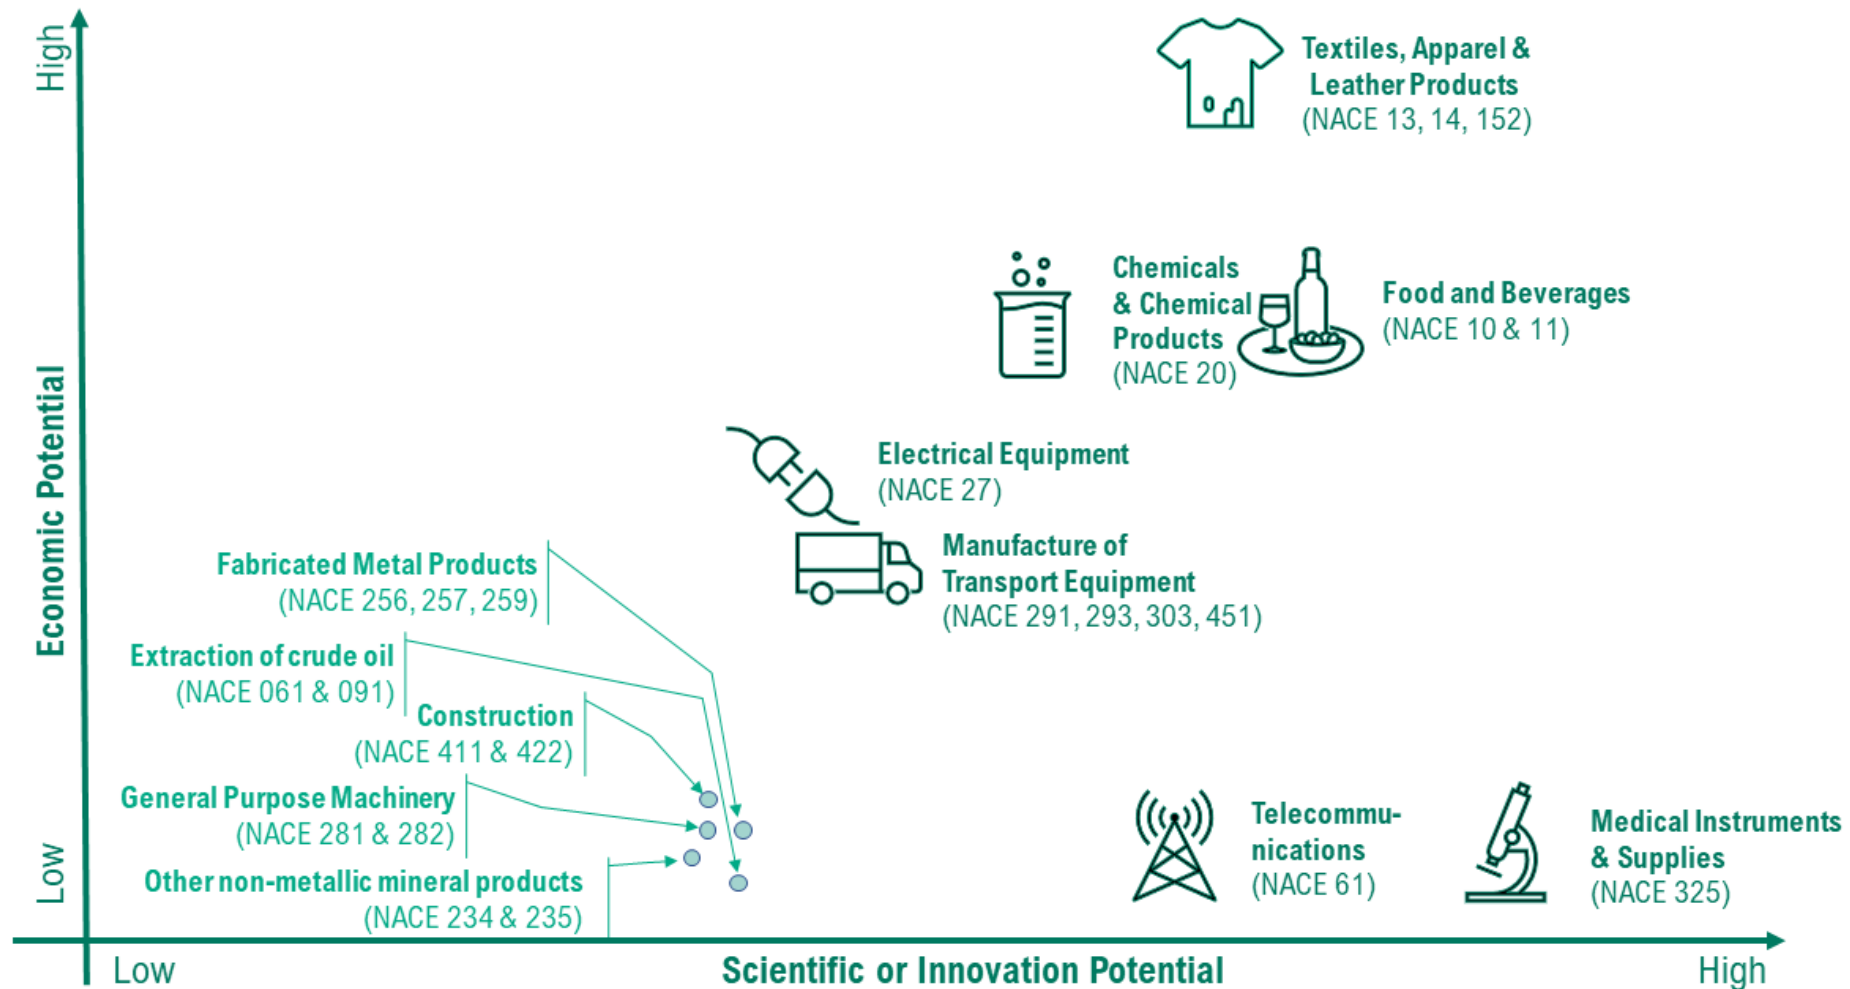 High
Economic Potential
Low
Textiles, Apparel &
Leather Products
(NACE 13, 14, 152)
Chemicals
& Chemical
Products
(NACE 20)
Food and Beverages
(NACE 10 & 11)
Electrical Equipment
(NACE 27)
Manufacture of
Transport Equipment
(NACE 291, 293, 303, 451)
Fabricated Metal Products
(NACE 256, 257, 259)
Extraction of crude oil
(NACE 061 & 091)
Construction
(NACE 411 & 422)
General Purpose Machinery
(NACE 281 & 282)
Other non-metallic mineral products
(NACE 234 & 235)
Telecommu-
nications
(NACE 61)
Medical Instruments
& Supplies
(NACE 325)
Low
Scientific or Innovation Potential
High